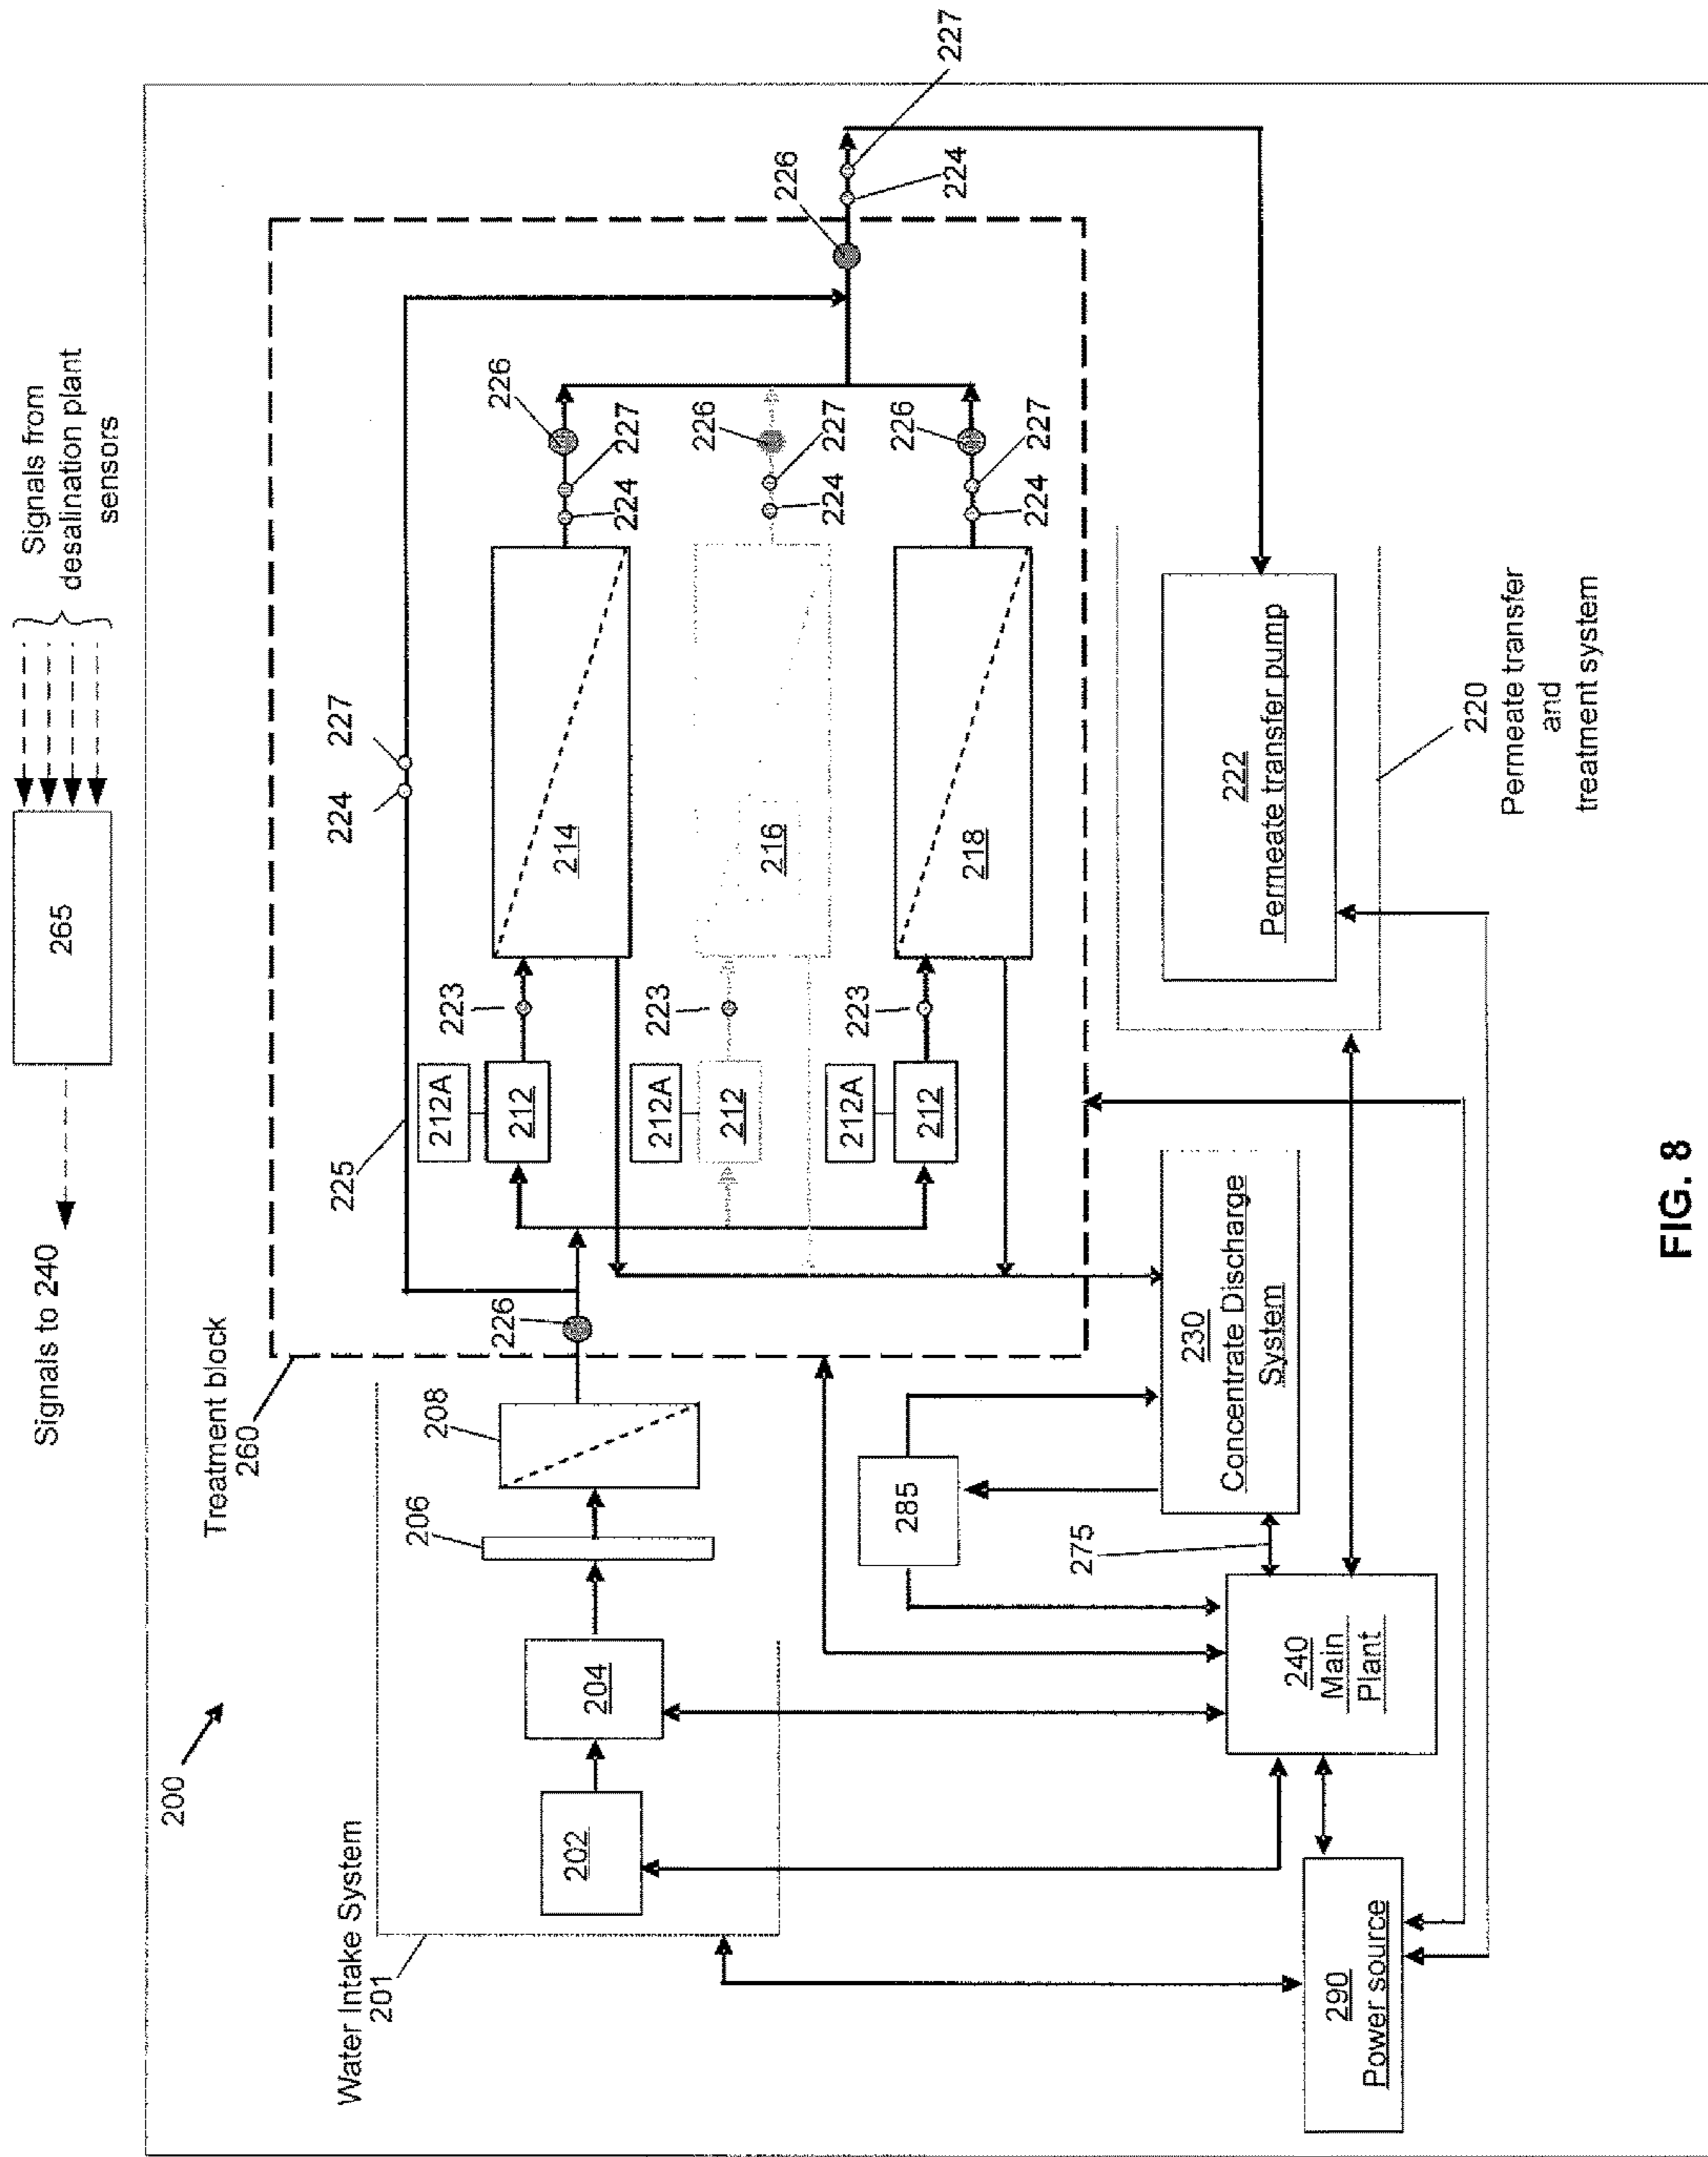 Signals to 240
265
Signals from
desalination plant
sensors
200
Treatment block
260
Water Intake System
201
202
204
206
208
226
225
224
227
212A
212
223
214
224
227
226
212A
212
223
216
224
227
226
212A
212
223
218
224
227
226
226
224
227
285
275
230
Concentrate Discharge
System
240
Main
Plant
290
Power source
222
Permeate transfer pump
220
Permeate transfer
and
treatment system
FIG. 8